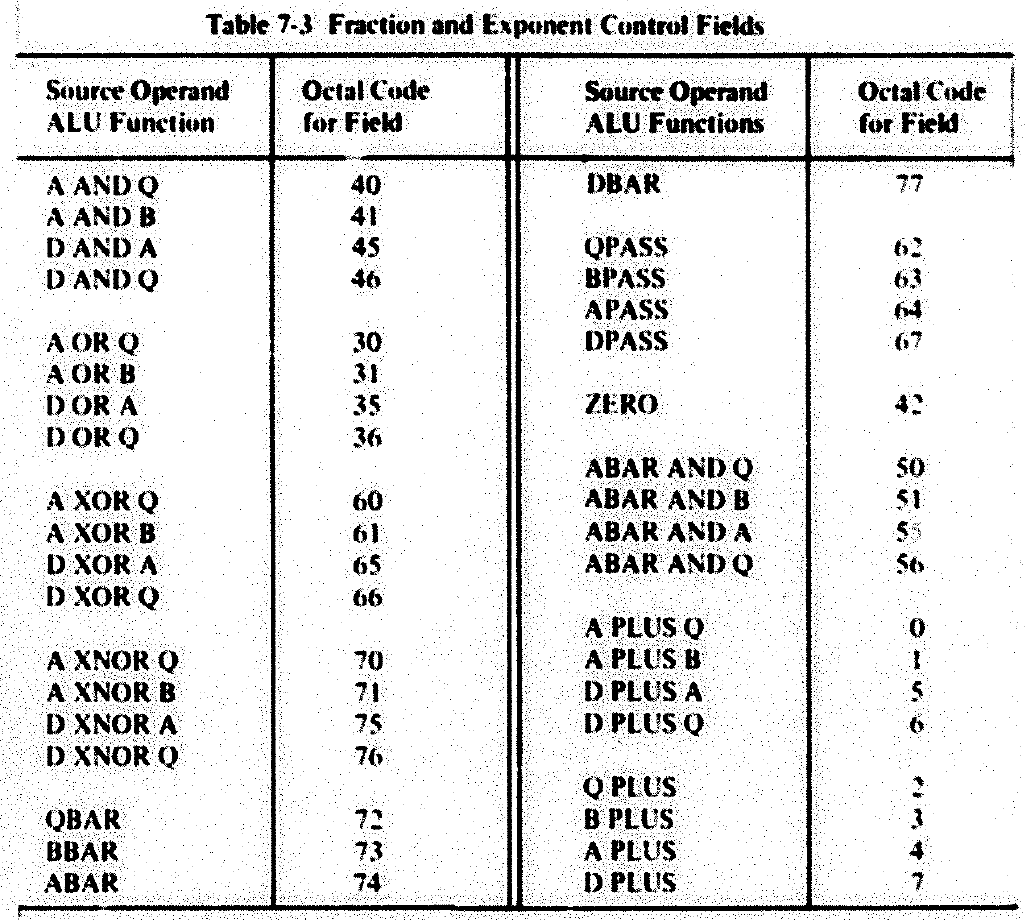 Table 7-3 Fraction and Exponent Control Fields
Source Operand ALU Function | Octal Code for Field
A AND Q 40
A AND B 41
D AND A 45
D AND Q 46
A OR Q 30
A OR B 31
D OR A 35
D OR Q 36
A XOR Q 60
A XOR B 61
D XOR A 65
D XOR Q 66
A XNOR Q 70
A XNOR B 71
D XNOR A 75
D XNOR Q 76
QBAR 72
BBAR 73
ABAR 74
Source Operand ALU Functions | Octal Code for Field
DBAR 77
QPASS 62
BPASS 63
APASS 64
DPASS 67
ZERO 42
ABAR AND Q 50
ABAR AND B 51
ABAR AND A 55
ABAR AND Q 56
A PLUS Q 0
A PLUS B 1
D PLUS A 5
D PLUS Q 6
Q PLUS 2
B PLUS 3
A PLUS 4
D PLUS 7